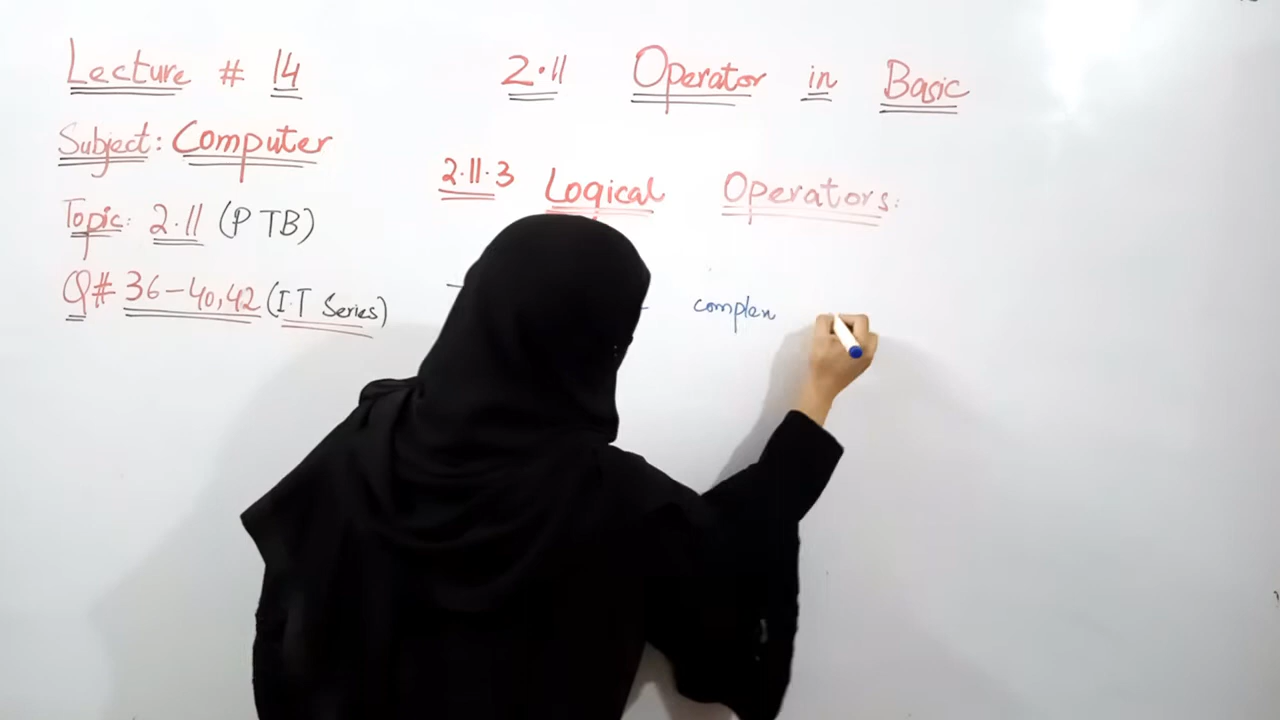 Lecture # 14
2.11 Operator in Basic
Subject: Computer
2.11.3 Logical Operators:
Topic: 2.11 (PTB)
Q# 36-40,42 (I.T Series)
complex